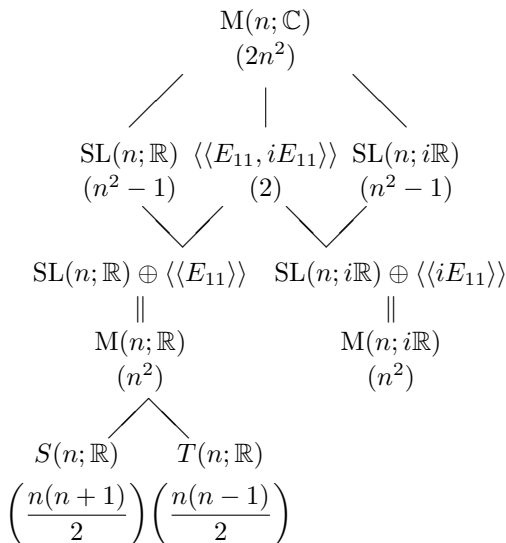 M(n;ℂ)
(2n²)
SL(n;ℝ) ⟨⟨E₁₁, iE₁₁⟩⟩ SL(n;iℝ)
(n² − 1) (2) (n² − 1)
SL(n;ℝ) ⊕ ⟨⟨E₁₁⟩⟩ SL(n;iℝ) ⊕ ⟨⟨iE₁₁⟩⟩
∥ ∥
M(n;ℝ) M(n;iℝ)
(n²) (n²)
S(n;ℝ) T(n;ℝ)
(n(n + 1)/2) (n(n − 1)/2)